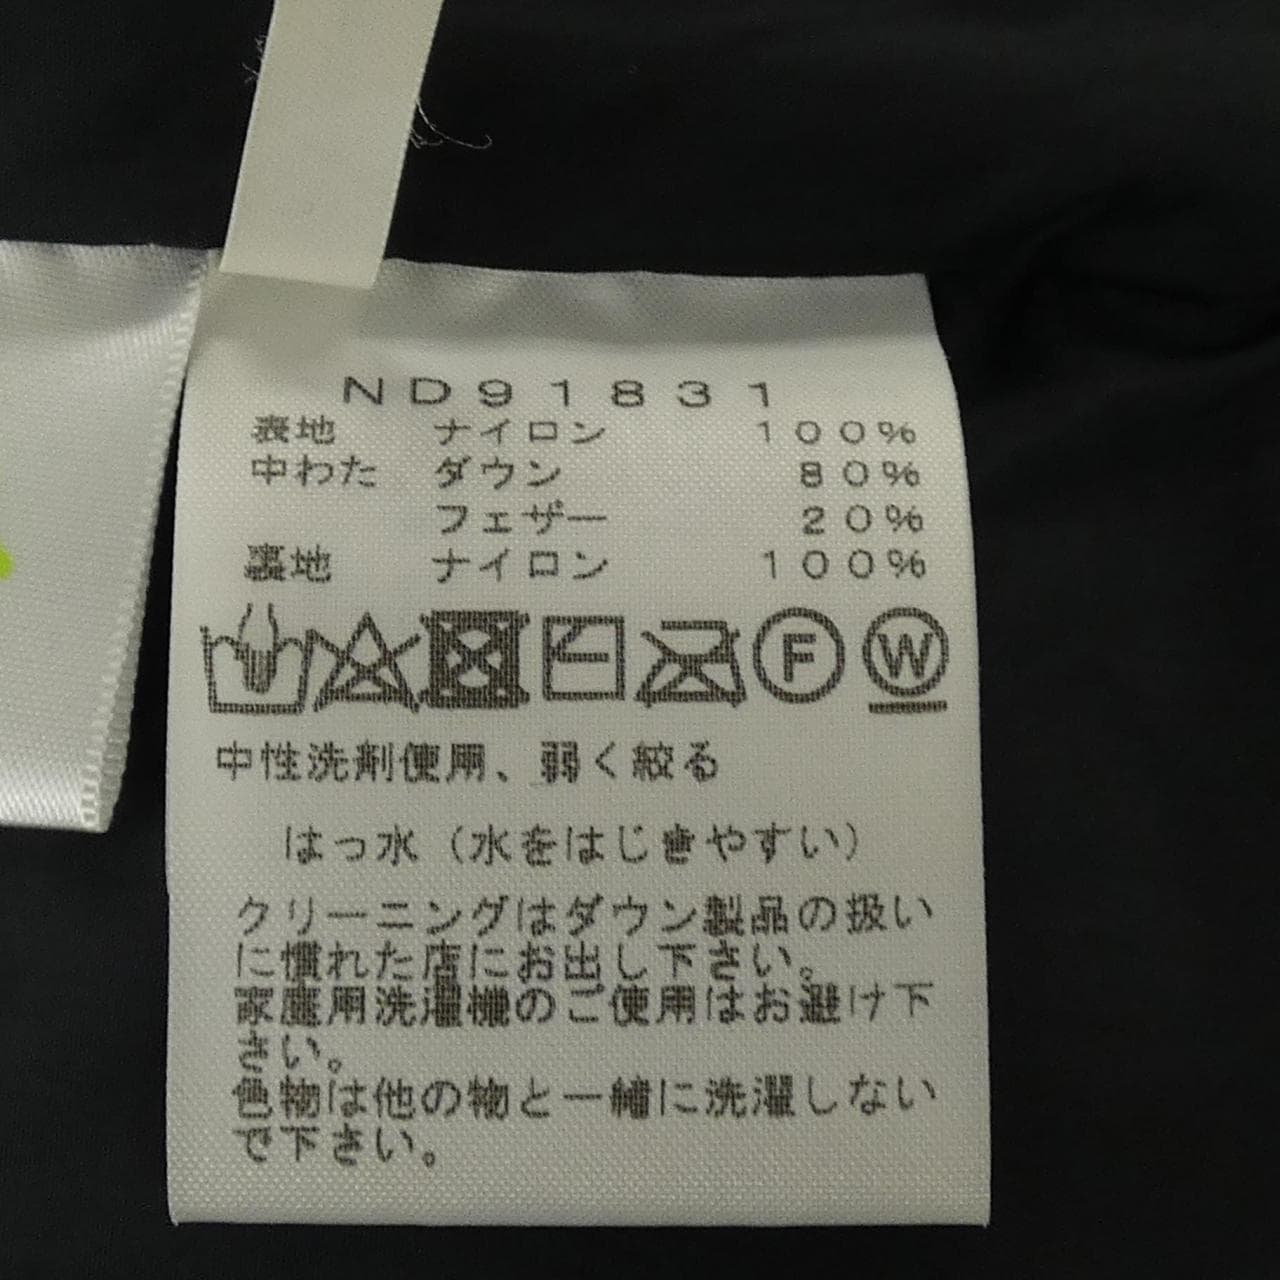 ND91831
表地 ナイロン 100%
中わた ダウン 80%
フェザー 20%
裏地 ナイロン 100%
F W
中性洗剤使用、弱く絞る
はっ水（水をはじきやすい）
クリーニングはダウン製品の扱い
に慣れた店にお出し下さい。
家庭用洗濯機のご使用はお避け下
さい。
色物は他の物と一緒に洗濯しない
で下さい。